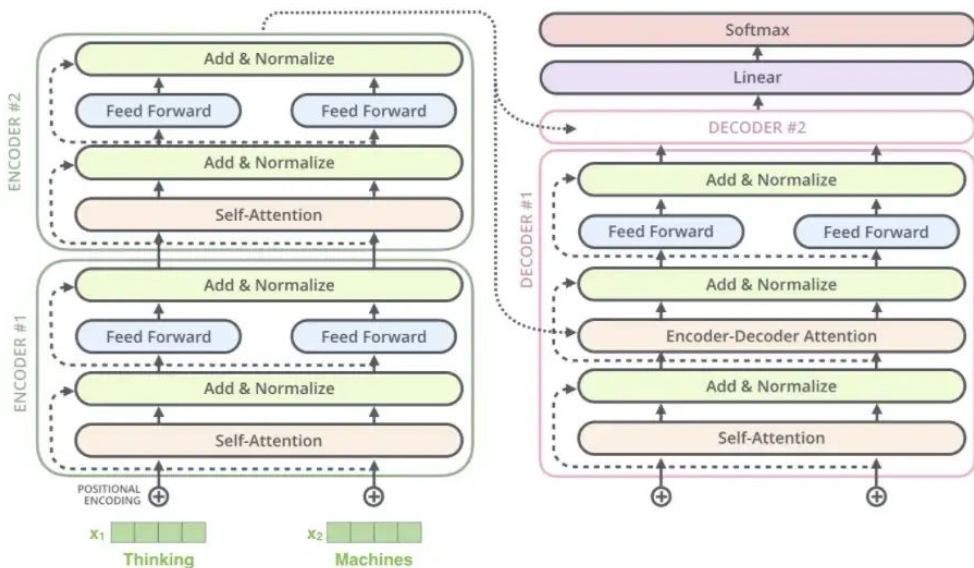 ENCODER #2
Add & Normalize
Feed Forward
Feed Forward
Add & Normalize
Self-Attention
ENCODER #1
Add & Normalize
Feed Forward
Feed Forward
Add & Normalize
Self-Attention
POSITIONAL
ENCODING
x1
x2
Thinking
Machines
Softmax
Linear
DECODER #2
DECODER #1
Add & Normalize
Feed Forward
Feed Forward
Add & Normalize
Encoder-Decoder Attention
Add & Normalize
Self-Attention